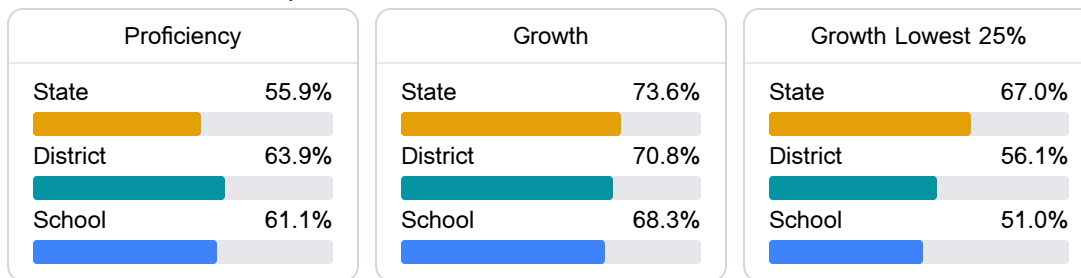 Proficiency
State 55.9%
District 63.9%
School 61.1%
Growth
State 73.6%
District 70.8%
School 68.3%
Growth Lowest 25%
State 67.0%
District 56.1%
School 51.0%